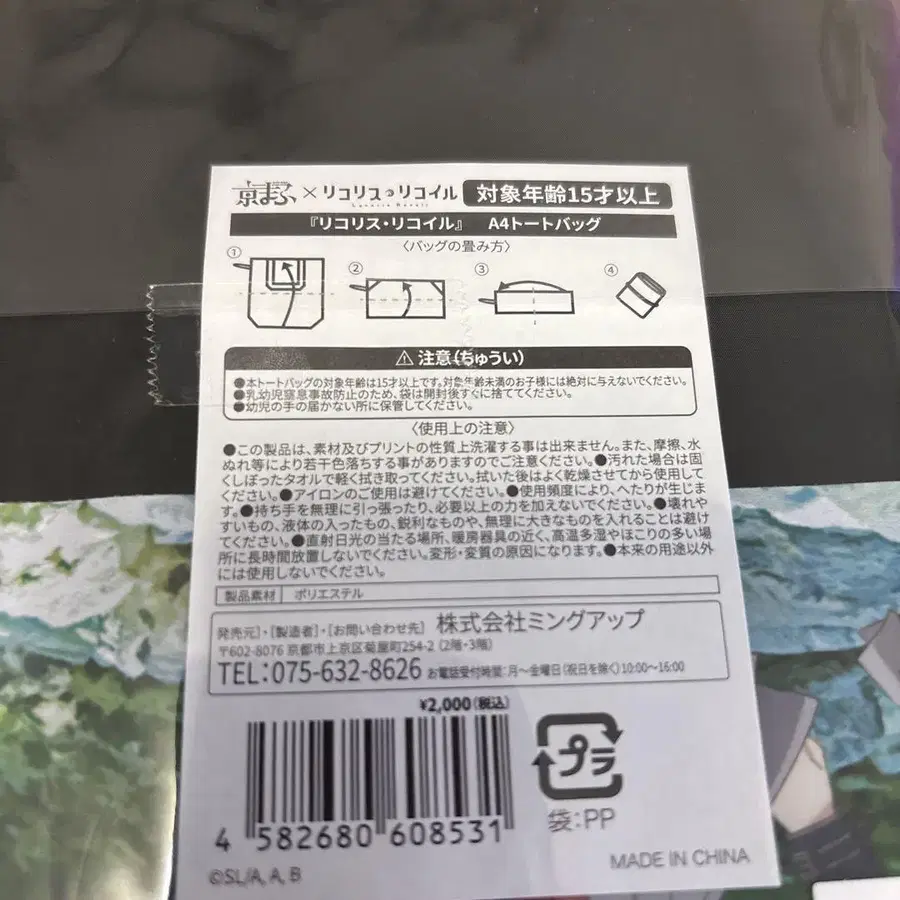 京まふ×リコリス・リコイル 対象年齢15才以上
Lycoris Recoil
『リコリス・リコイル』 A4トートバッグ
〈バッグの畳み方〉
① ② ③ ④
⚠ 注意(ちゅうい)
●本トートバッグの対象年齢は15才以上です。対象年齢未満のお子様には絶対に与えないでください。
●乳幼児窒息事故防止のため、袋は開封後すぐに捨ててください。
●幼児の手の届かない所に保管してください。
〈使用上の注意〉
●この製品は、素材及びプリントの性質上洗濯する事は出来ません。また、摩擦、水
ぬれ等により若干色落ちする事がありますのでご注意ください。●汚れた場合は固
くしぼったタオルで軽く拭き取ってください。拭いた後はよく乾燥させてから使用して
ください。●アイロンのご使用は避けてください。●使用頻度により、へたりが生じま
す。●持ち手を無理に引っ張ったり、必要以上の力を加えないでください。●壊れや
すいもの、液体の入ったもの、鋭利なものや、無理に大きなものを入れることは避け
てください。●直射日光の当たる場所、暖房器具の近く、高温多湿やほこりの多い場
所に長時間放置しないでください。変形・変質の原因になります。●本来の用途以外
には使用しないでください。
製品素材 ポリエステル
発売元]・[製造者]・[お問い合わせ先] 株式会社ミングアップ
〒602-8076 京都市上京区菊屋町254-2 (2階・3階)
TEL:075-632-8626 お電話受付時間:月〜金曜日(祝日を除く)10:00〜16:00
¥2,000(税込)
4 582680 608531
プラ
袋:PP
©SL/A, A, B
MADE IN CHINA